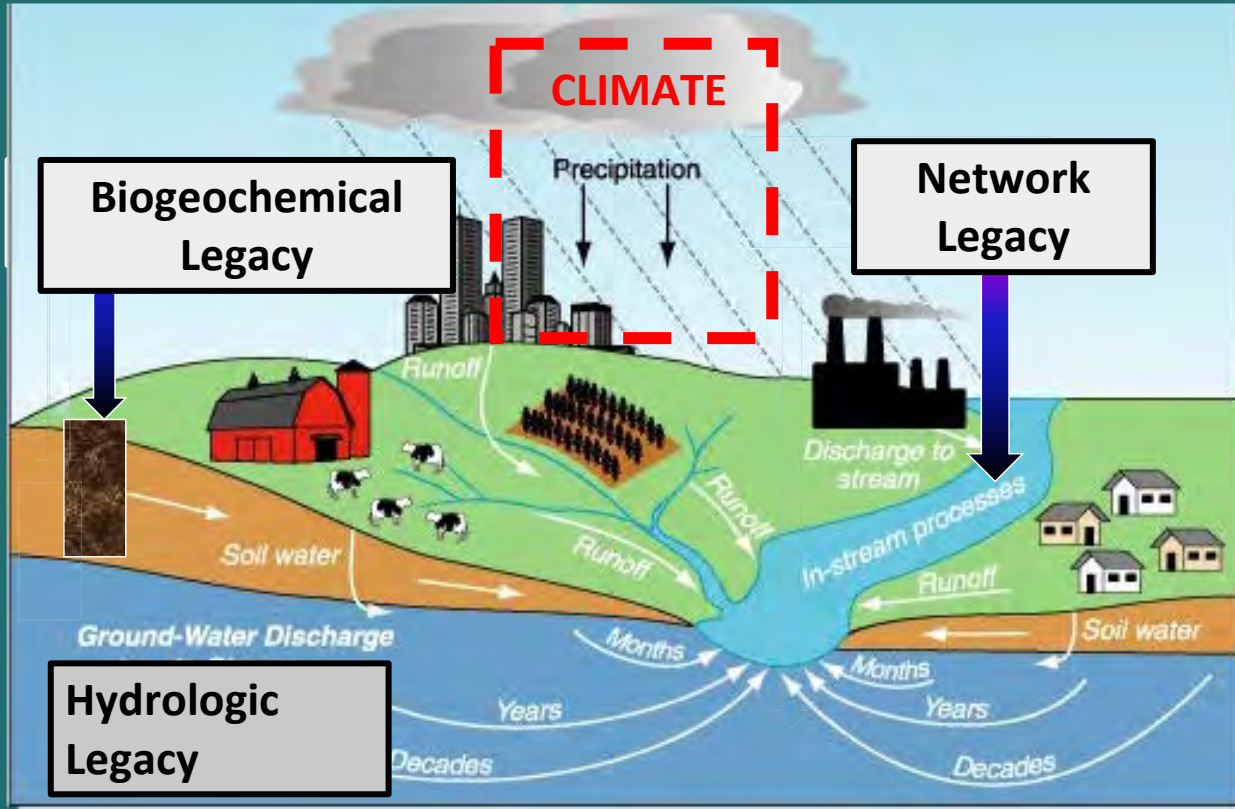 CLIMATE
Precipitation
Biogeochemical
Legacy
Network
Legacy
Runoff
Discharge to
stream
Runoff
In-stream processes
Soil water
Runoff
Runoff
Soil water
Ground-Water Discharge
Months
Months
Hydrologic
Legacy
Years
Years
Decades
Decades